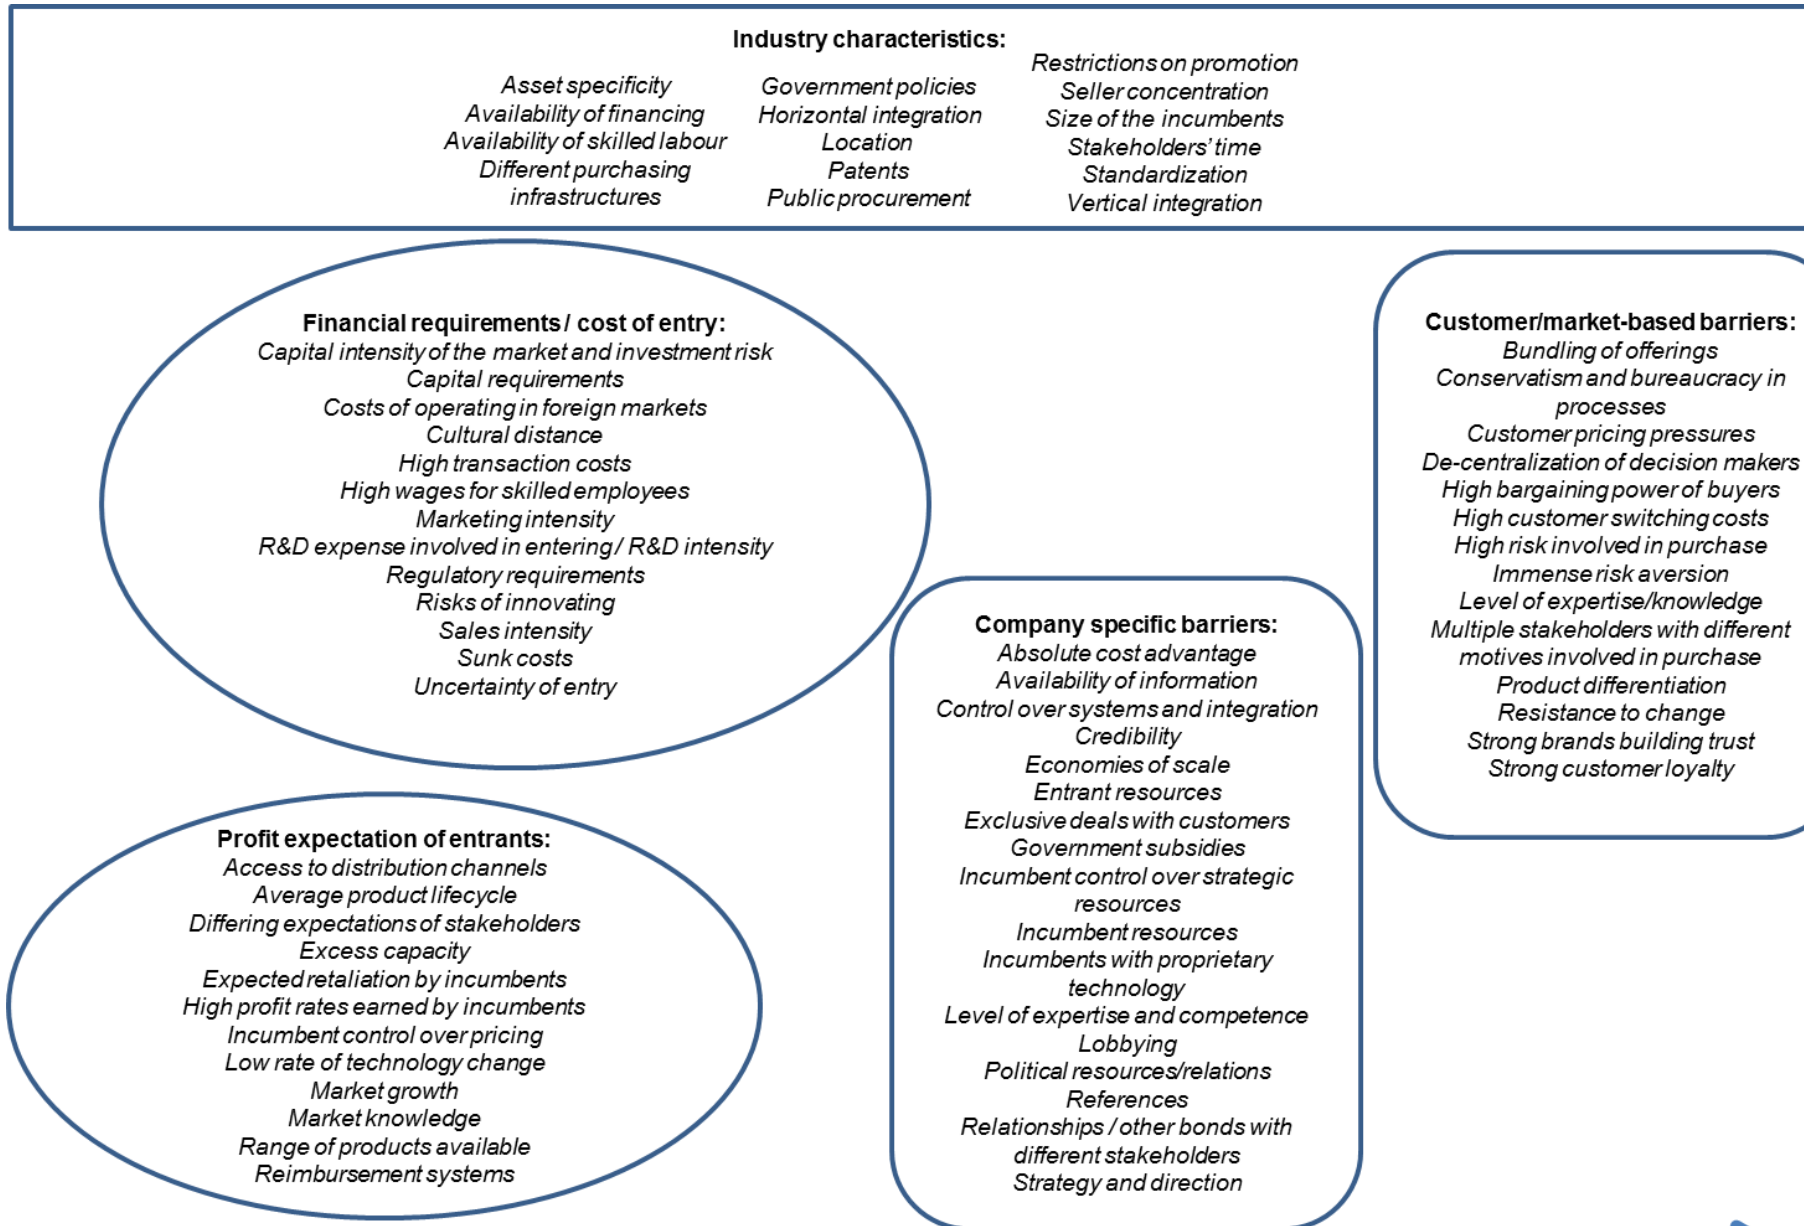 Industry characteristics:
Asset specificity
Availability of financing
Availability of skilled labour
Different purchasing
infrastructures
Government policies
Horizontal integration
Location
Patents
Public procurement
Restrictions on promotion
Seller concentration
Size of the incumbents
Stakeholders' time
Standardization
Vertical integration
Financial requirements / cost of entry:
Capital intensity of the market and investment risk
Capital requirements
Costs of operating in foreign markets
Cultural distance
High transaction costs
High wages for skilled employees
Marketing intensity
R&D expense involved in entering / R&D intensity
Regulatory requirements
Risks of innovating
Sales intensity
Sunk costs
Uncertainty of entry
Customer/market-based barriers:
Bundling of offerings
Conservatism and bureaucracy in
processes
Customer pricing pressures
De-centralization of decision makers
High bargaining power of buyers
High customer switching costs
High risk involved in purchase
Immense risk aversion
Level of expertise/knowledge
Multiple stakeholders with different
motives involved in purchase
Product differentiation
Resistance to change
Strong brands building trust
Strong customer loyalty
Company specific barriers:
Absolute cost advantage
Availability of information
Control over systems and integration
Credibility
Economies of scale
Entrant resources
Exclusive deals with customers
Government subsidies
Incumbent control over strategic
resources
Incumbent resources
Incumbents with proprietary
technology
Level of expertise and competence
Lobbying
Political resources/relations
References
Relationships / other bonds with
different stakeholders
Strategy and direction
Profit expectation of entrants:
Access to distribution channels
Average product lifecycle
Differing expectations of stakeholders
Excess capacity
Expected retaliation by incumbents
High profit rates earned by incumbents
Incumbent control over pricing
Low rate of technology change
Market growth
Market knowledge
Range of products available
Reimbursement systems